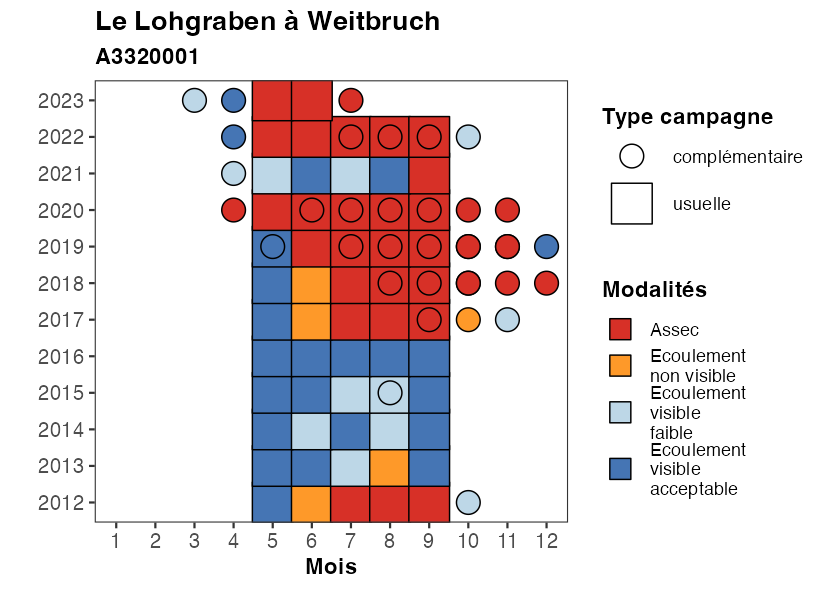 Le Lohgraben à Weitbruch
A3320001
2023
2022
2021
2020
2019
2018
2017
2016
2015
2014
2013
2012
1 2 3 4 5 6 7 8 9 10 11 12
Mois
Type campagne
complémentaire
usuelle
Modalités
Assec
Ecoulement
non visible
Ecoulement
visible
faible
Ecoulement
visible
acceptable